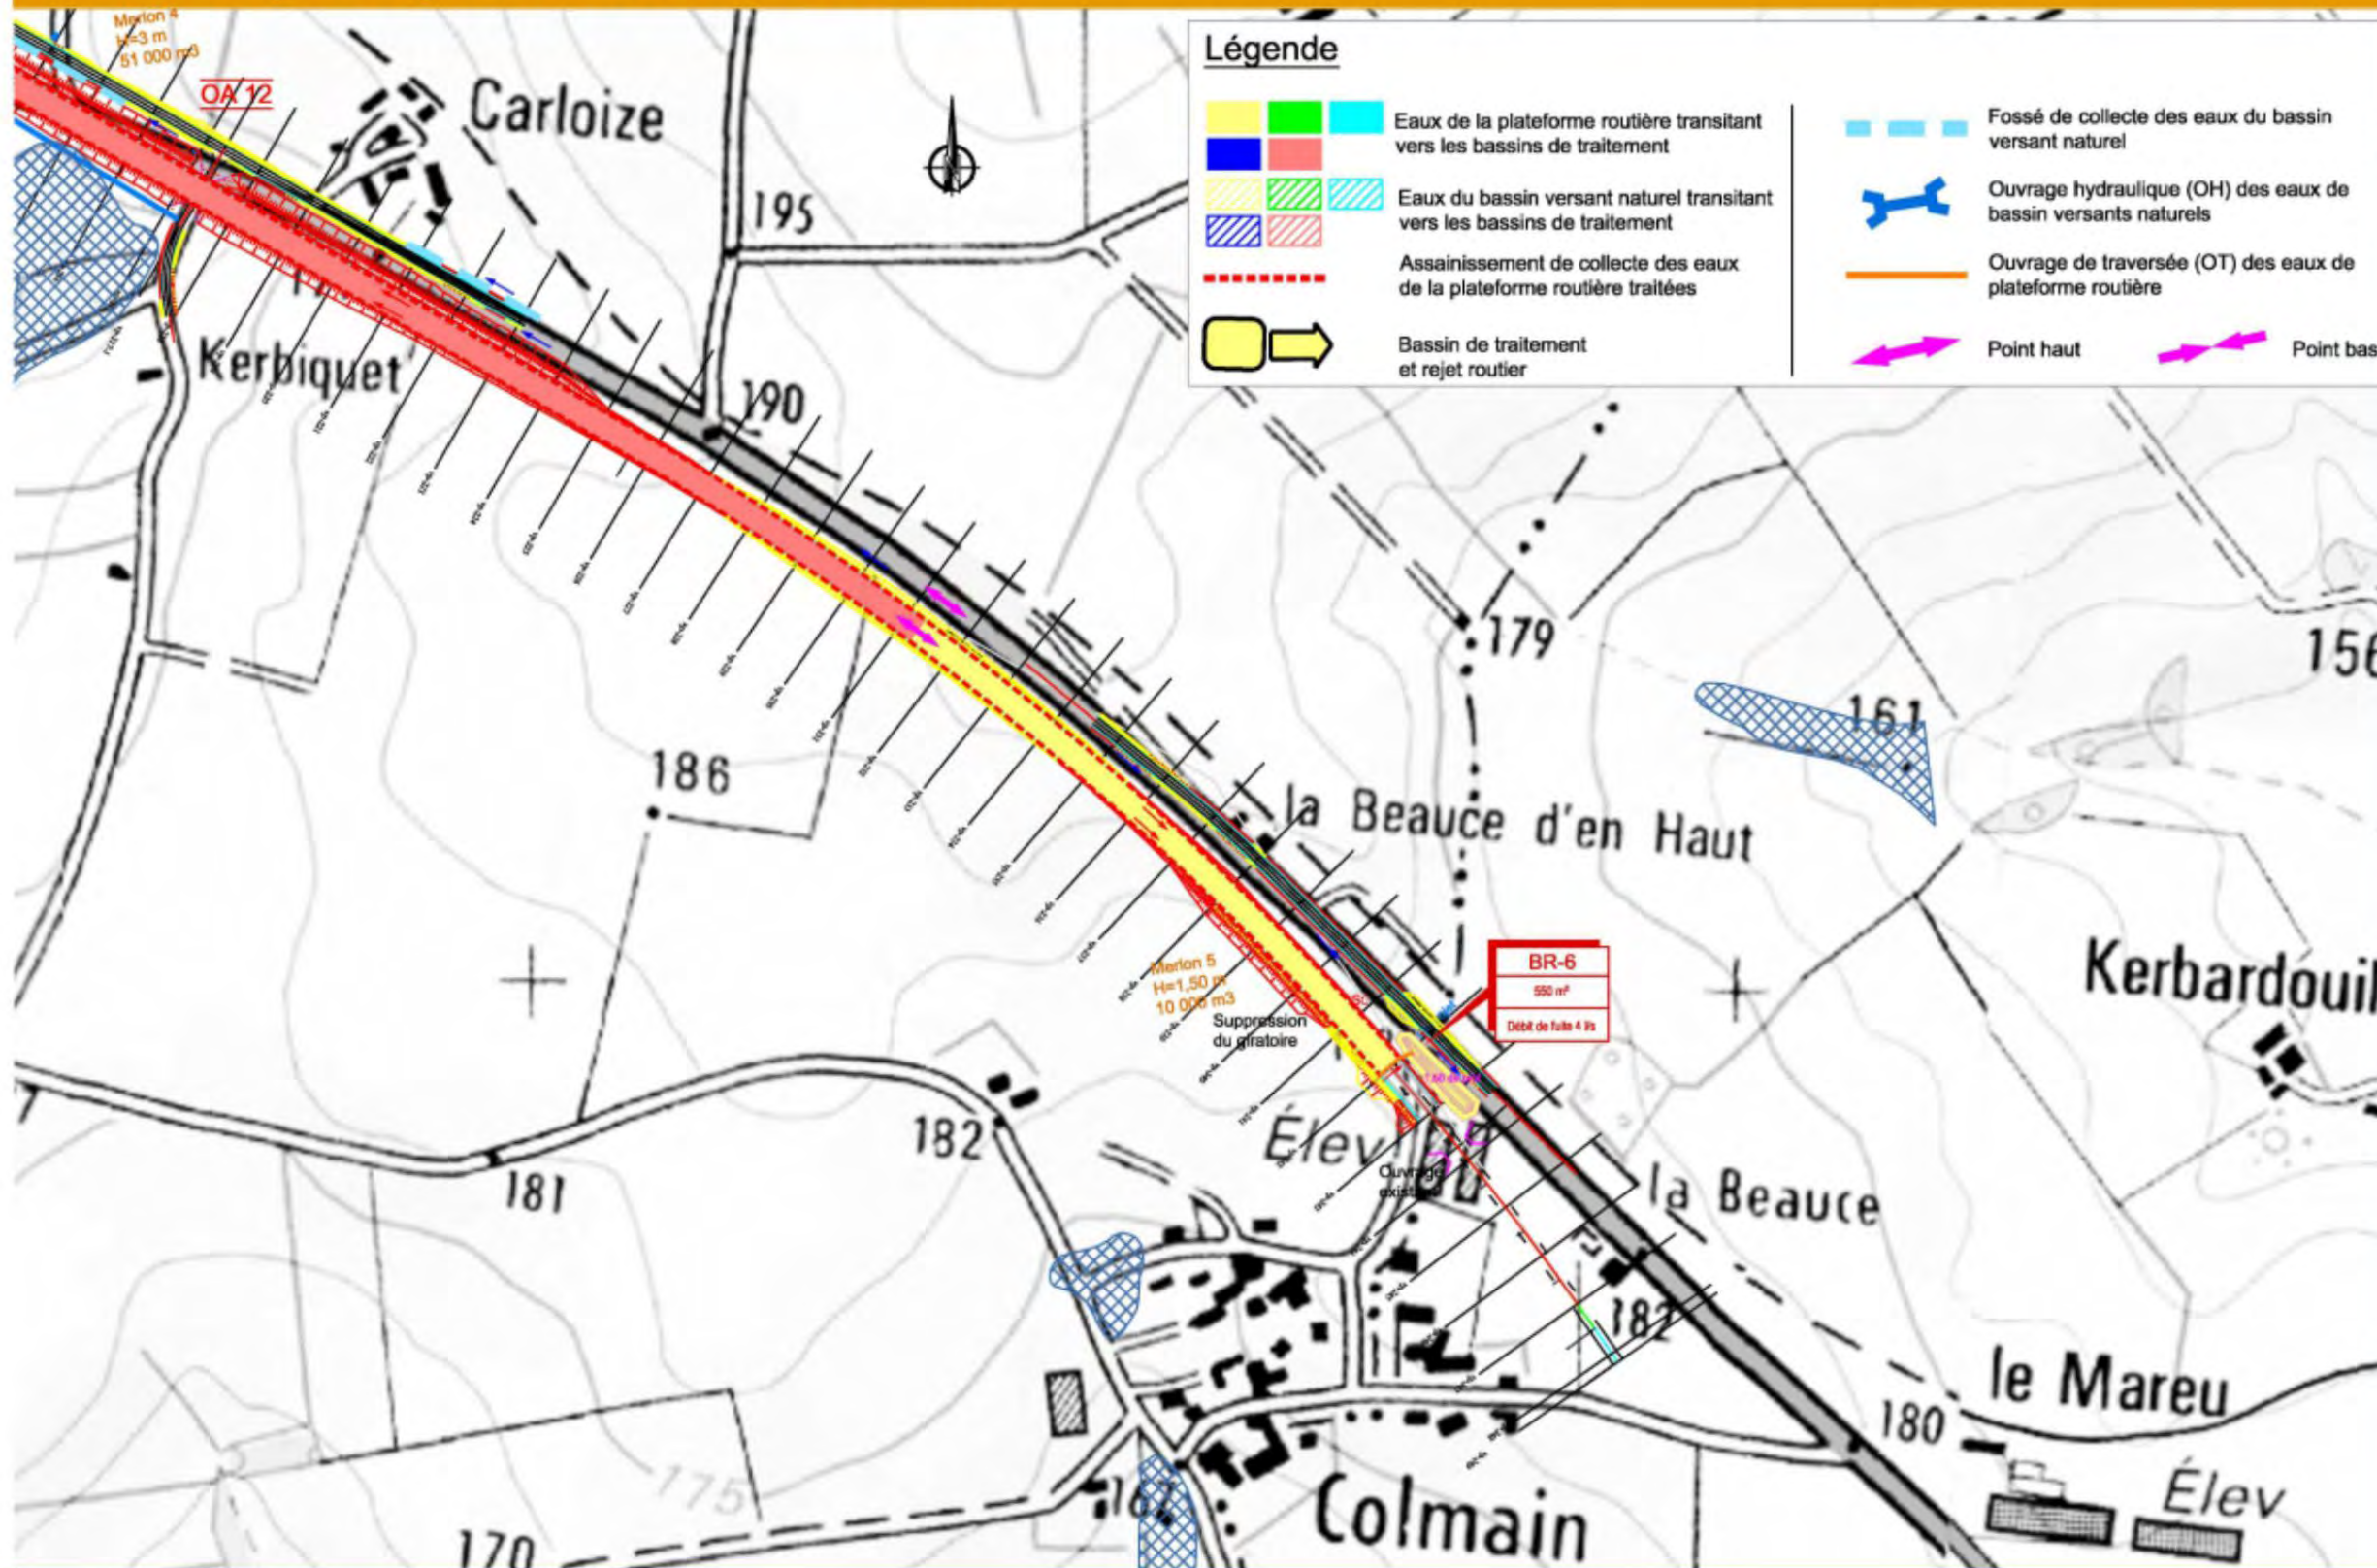 Merlon 4
H=3 m
51 000 m3
OA 12
Carloize
195
Légende
Eaux de la plateforme routière transitant
vers les bassins de traitement
Eaux du bassin versant naturel transitant
vers les bassins de traitement
Assainissement de collecte des eaux
de la plateforme routière traitées
Bassin de traitement
et rejet routier
Fossé de collecte des eaux du bassin
versant naturel
Ouvrage hydraulique (OH) des eaux de
bassin versants naturels
Ouvrage de traversée (OT) des eaux de
plateforme routière
Point haut
Point bas
Kerbiquet
190
179
156
161
186
la Beauce d'en Haut
Kerbardouil
BR-6
550 m²
Débit de fuite 4 l/s
Merlon 5
H=1,50 m
10 000 m3
Suppression
du giratoire
Élev
182
181
Ouvrage
existant
la Beauce
182
le Mareu
180
Élev
175
Colmain
170